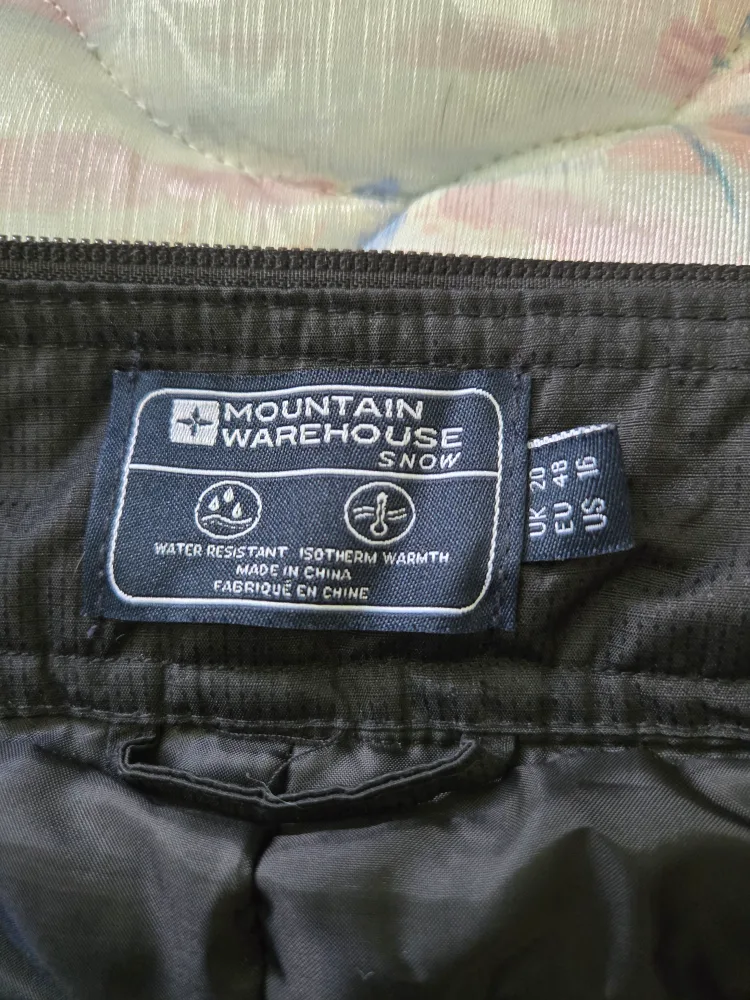 MOUNTAIN
WAREHOUSE
SNOW
WATER RESISTANT ISOTHERM WARMTH
MADE IN CHINA
FABRIQUÉ EN CHINE
UK 20
EU 48
US 16